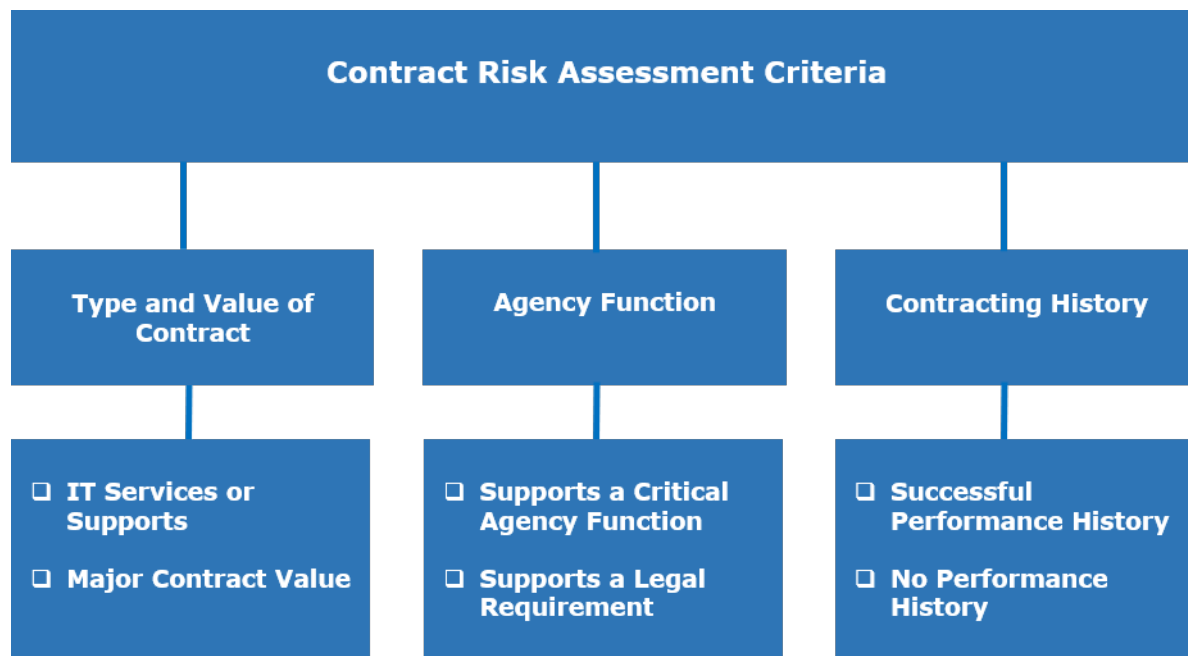 Contract Risk Assessment Criteria
Type and Value of
Contract
Agency Function
Contracting History
IT Services or
Supports
Major Contract Value
Supports a Critical
Agency Function
Supports a Legal
Requirement
Successful
Performance History
No Performance
History